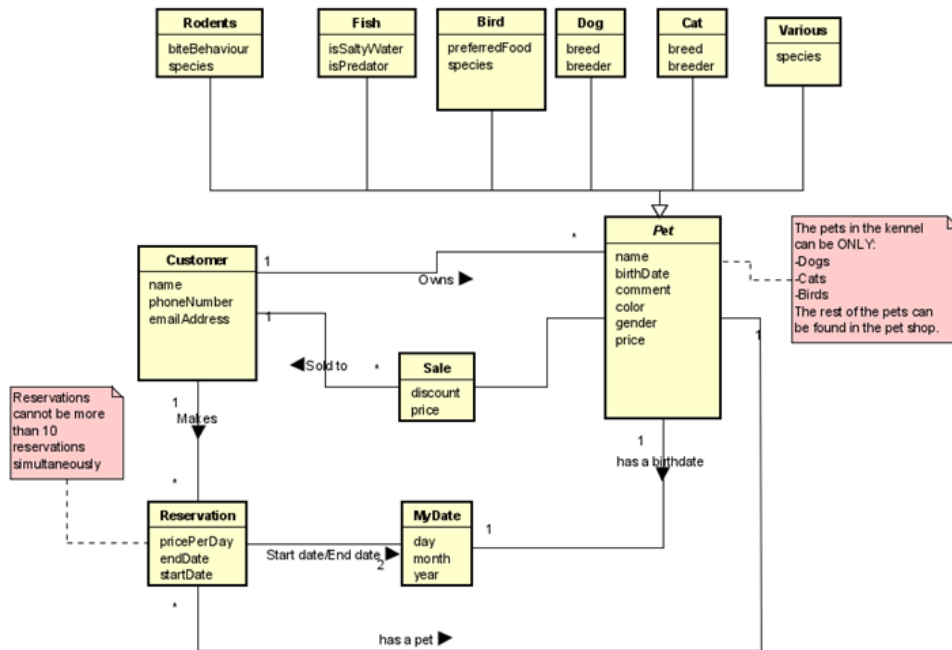 Rodents
biteBehaviour
species
Fish
isSaltyWater
isPredator
Bird
preferredFood
species
Dog
breed
breeder
Cat
breed
breeder
Various
species
Pet
name
birthDate
comment
color
gender
price
The pets in the kennel
can be ONLY:
-Dogs
-Cats
-Birds
The rest of the pets can
be found in the pet shop.
Customer
name
phoneNumber
emailAddress
1
*
Owns
1
Sold to
*
Sale
discount
price
1
Reservations
cannot be more
than 10
reservations
simultaneously
1
Makes
*
1
has a birthdate
Reservation
pricePerDay
endDate
startDate
Start date/End date
2
MyDate
day
month
year
1
*
has a pet